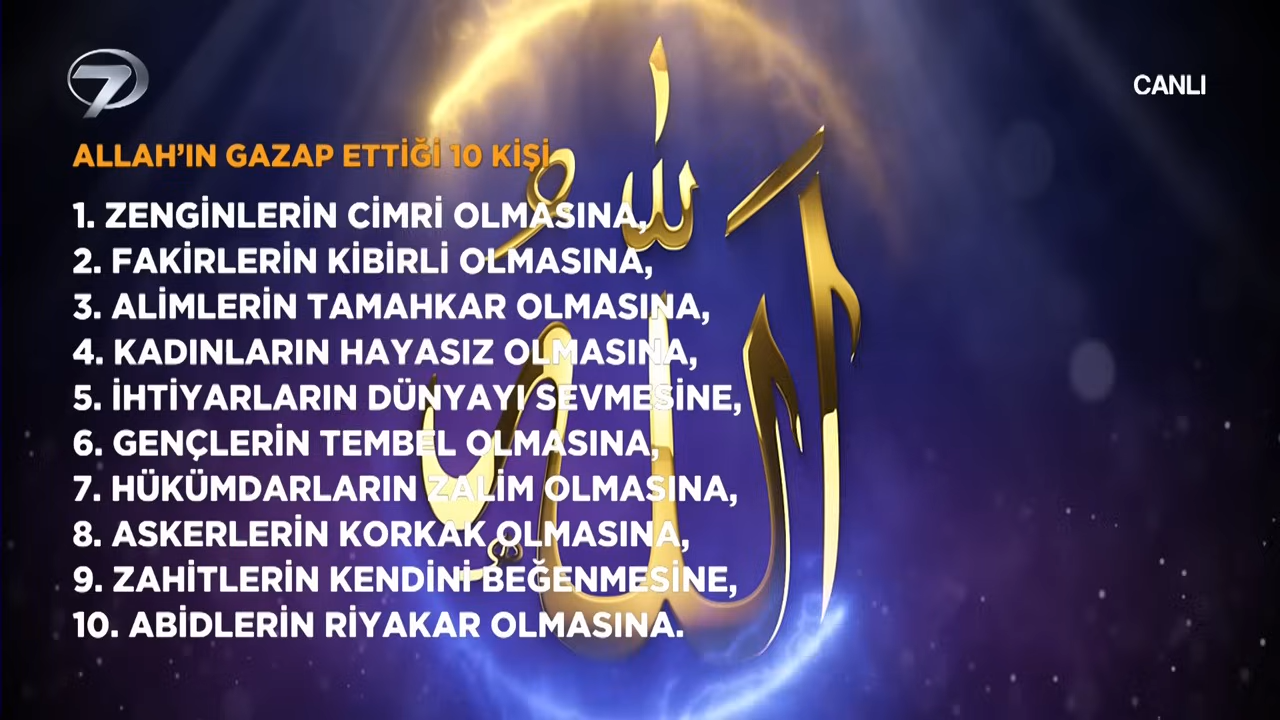 7
CANLI
ALLAH'IN GAZAP ETTİĞİ 10 KİŞİ
1. ZENGİNLERİN CİMRİ OLMASINA,
2. FAKİRLERİN KİBİRLİ OLMASINA,
3. ALİMLERİN TAMAHKAR OLMASINA,
4. KADINLARIN HAYASIZ OLMASINA,
5. İHTİYARLARIN DÜNYAYI SEVMESİNE,
6. GENÇLERİN TEMBEL OLMASINA,
7. HÜKÜMDARLARIN ZALİM OLMASINA,
8. ASKERLERİN KORKAK OLMASINA,
9. ZAHİTLERİN KENDİNİ BEĞENMESİNE,
10. ABİDLERİN RİYAKAR OLMASINA.
الله